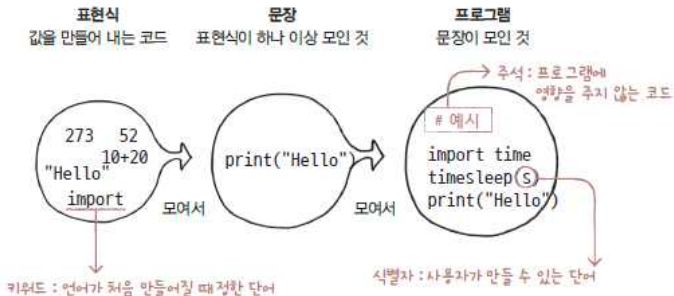 표현식
값을 만들어 내는 코드
문장
표현식이 하나 이상 모인 것
프로그램
문장이 모인 것
주석 : 프로그램에
영향을 주지 않는 코드
273 52
10+20
"Hello"
import
모여서
print("Hello")
모여서
# 예시
import time
timesleep(s)
print("Hello")
키워드 : 언어가 처음 만들어질 때 정한 단어
식별자 : 사용자가 만들 수 있는 단어